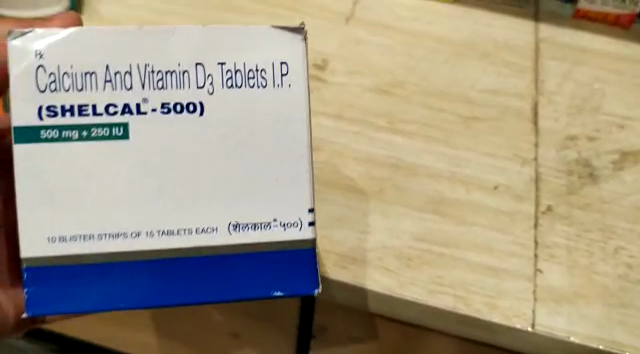 Rx
Calcium And Vitamin D3 Tablets I.P.
(SHELCAL®-500)
500 mg + 250 IU
10 BLISTER STRIPS OF 15 TABLETS EACH (शेलकाल®-५००)